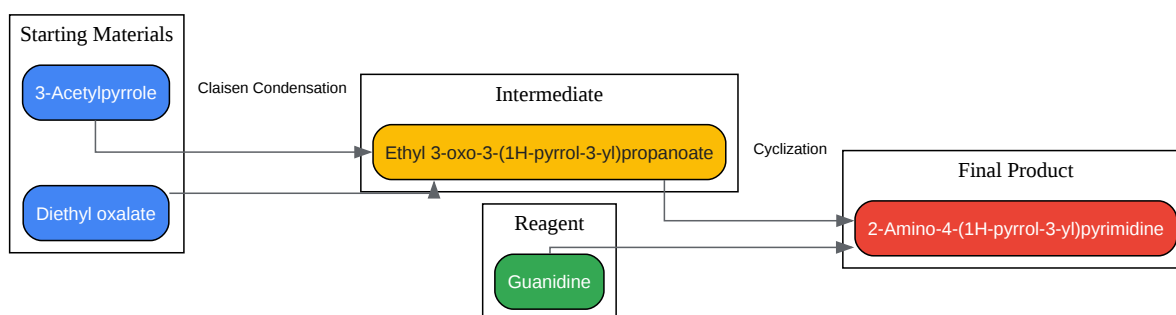 Starting Materials
3-Acetylpyrrole
Diethyl oxalate
Claisen Condensation
Intermediate
Ethyl 3-oxo-3-(1H-pyrrol-3-yl)propanoate
Reagent
Guanidine
Cyclization
Final Product
2-Amino-4-(1H-pyrrol-3-yl)pyrimidine